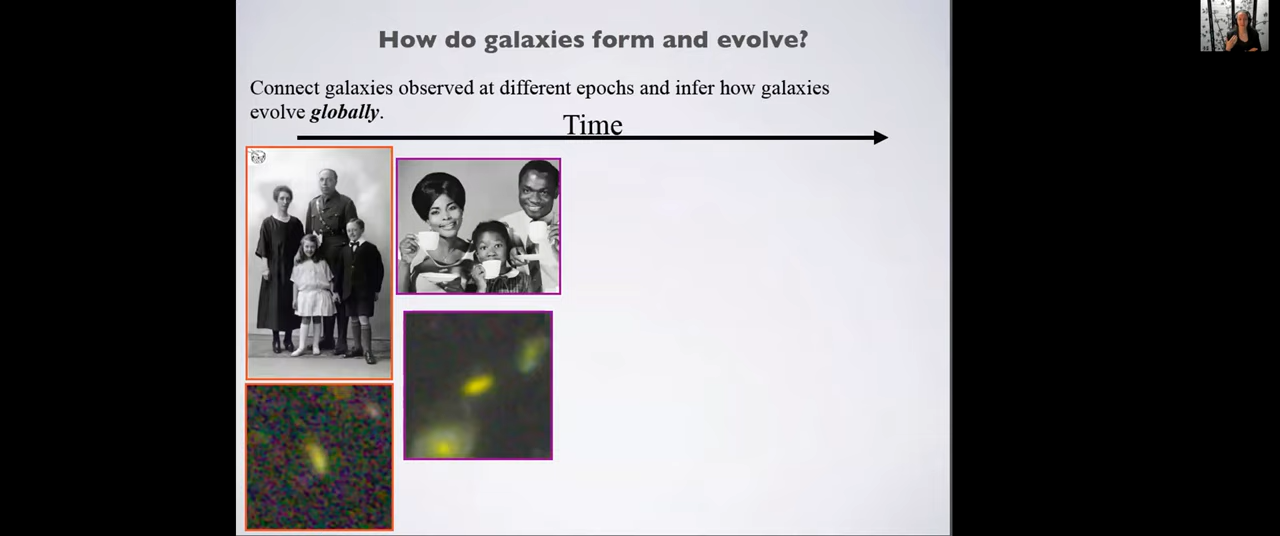 How do galaxies form and evolve?
Connect galaxies observed at different epochs and infer how galaxies
evolve globally.
Time